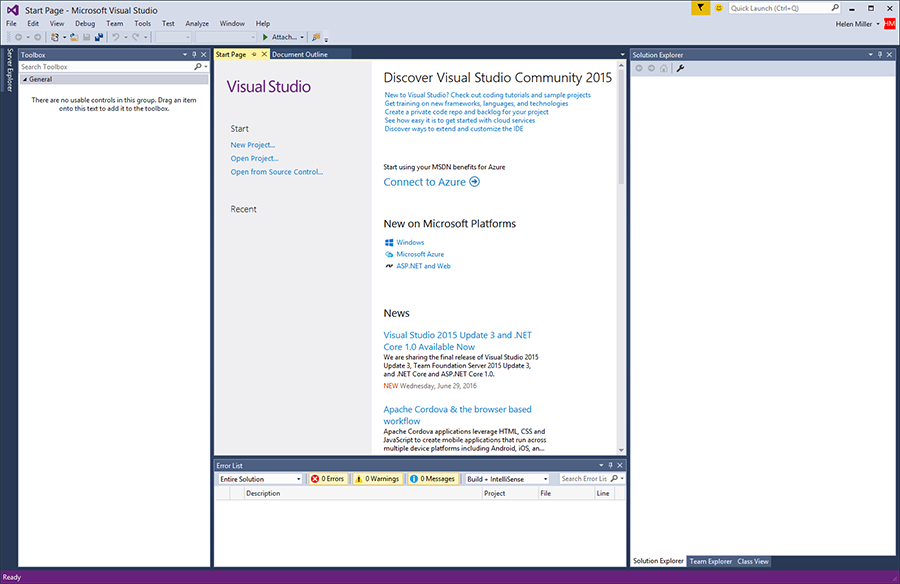 Start Page - Microsoft Visual Studio
Quick Launch (Ctrl+Q)
File Edit View Debug Team Tools Test Analyze Window Help
Helen Miller HM
Attach...
Server Explorer
Toolbox
Search Toolbox
General
There are no usable controls in this group. Drag an item
onto this text to add it to the toolbox.
Start Page Document Outline
Visual Studio
Start
New Project...
Open Project...
Open from Source Control...
Recent
Discover Visual Studio Community 2015
New to Visual Studio? Check out coding tutorials and sample projects
Get training on new frameworks, languages, and technologies
Create a private code repo and backlog for your project
See how easy it is to get started with cloud services
Discover ways to extend and customize the IDE
Start using your MSDN benefits for Azure
Connect to Azure
New on Microsoft Platforms
Windows
Microsoft Azure
ASP.NET and Web
News
Visual Studio 2015 Update 3 and .NET
Core 1.0 Available Now
We are sharing the final release of Visual Studio 2015
Update 3, Team Foundation Server 2015 Update 3,
and .NET Core and ASP.NET Core 1.0.
NEW Wednesday, June 29, 2016
Apache Cordova & the browser based
workflow
Apache Cordova applications leverage HTML, CSS and
JavaScript to create mobile applications that run across
multiple device platforms including Android, iOS, an...
Error List
Entire Solution 0 Errors 0 Warnings 0 Messages Build + IntelliSense Search Error Lis
Description Project File Line
Solution Explorer
Solution Explorer Team Explorer Class View
Ready